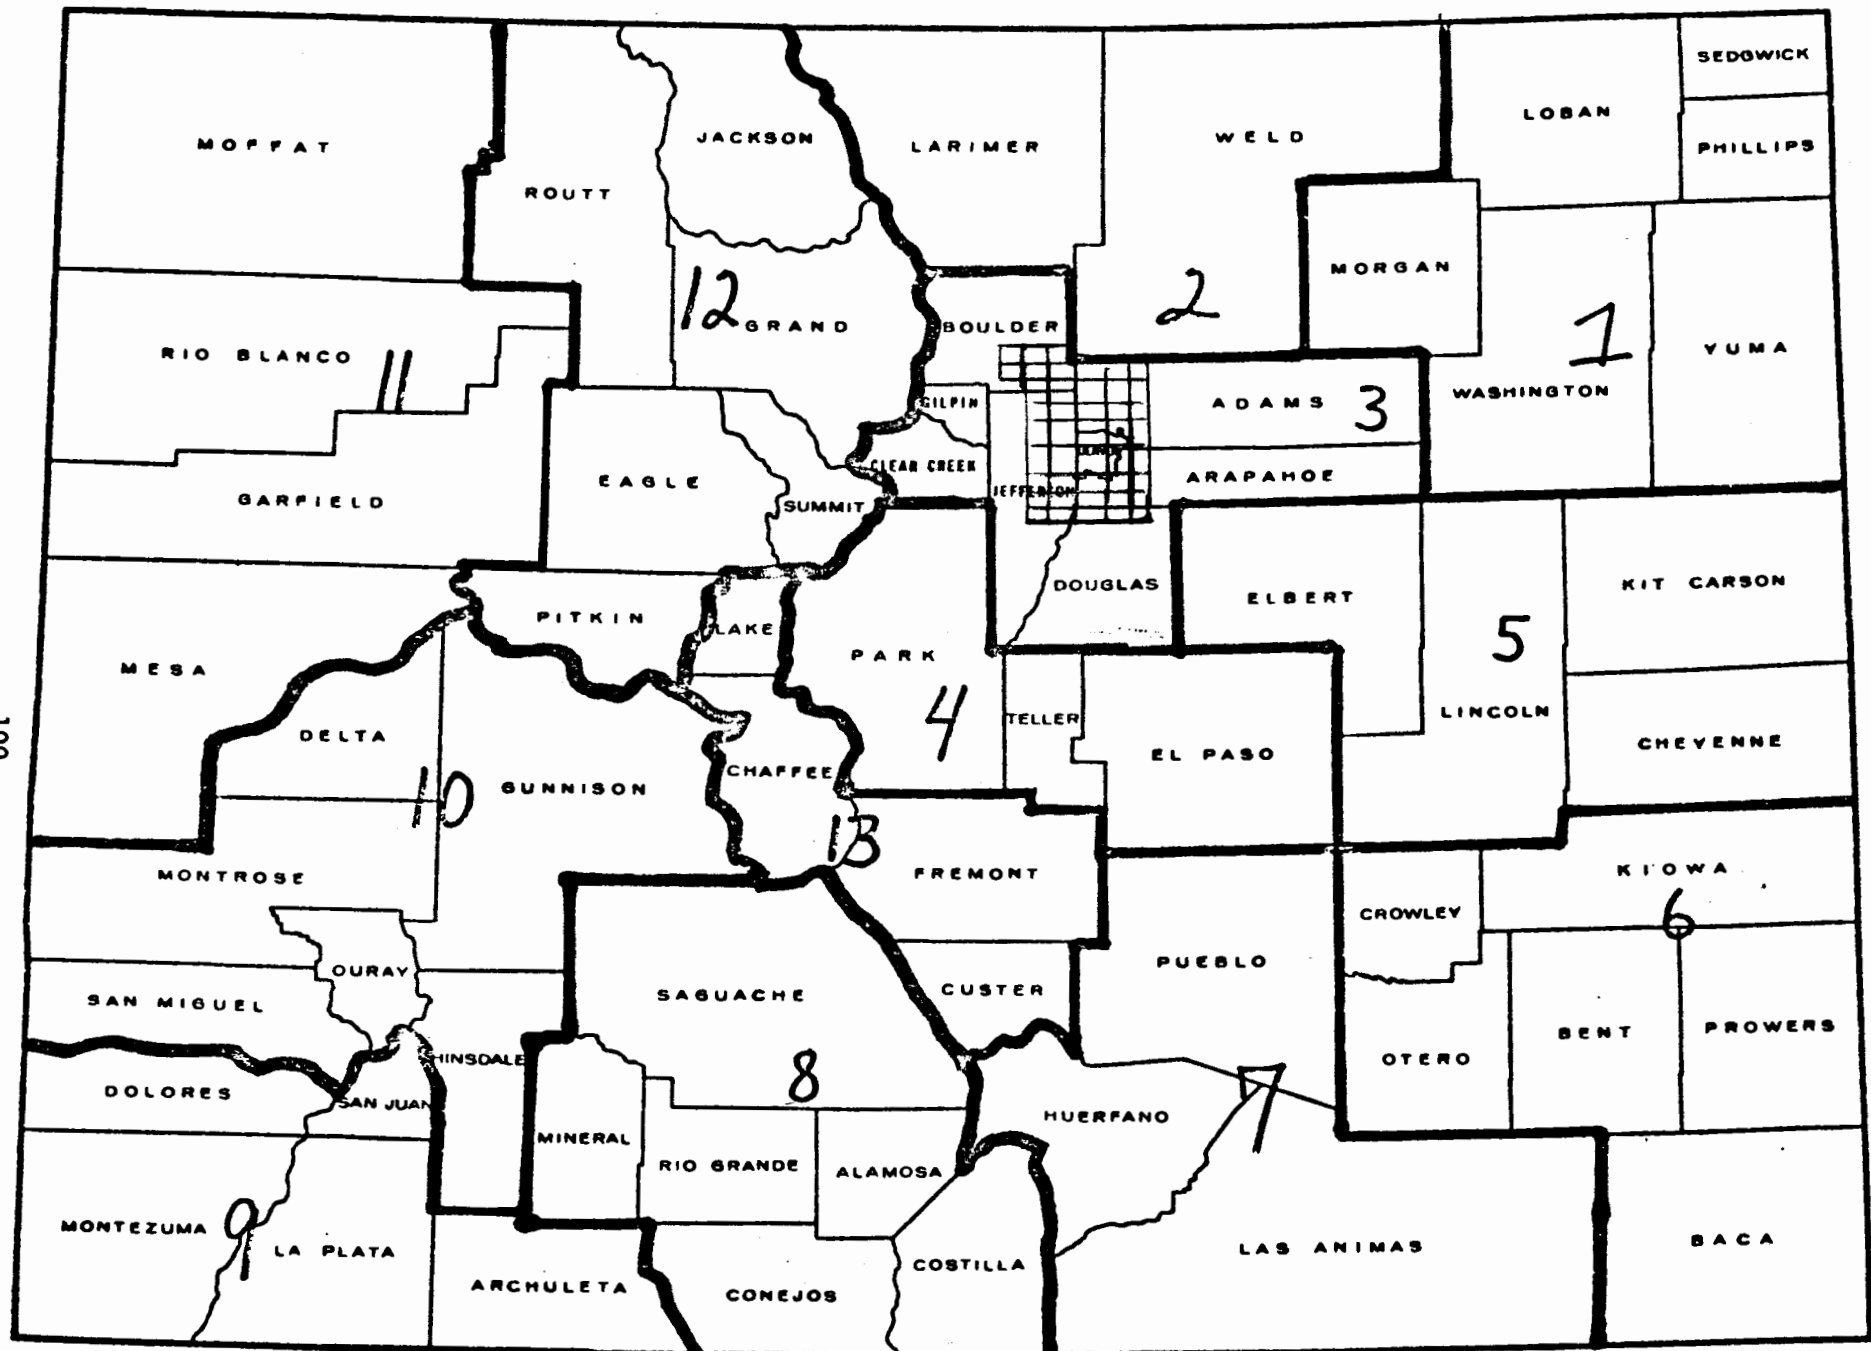 SEDGWICK
LOBAN
JACKSON
LARIMER
WELD
MOFFAT
PHILLIPS
ROUTT
MORGAN
12
2
GRAND
BOULDER
1
YUMA
RIO BLANCO
11
GILPIN
ADAMS
3
WASHINGTON
EAGLE
CLEAR CREEK
ARAPAHOE
JEFFERSON
GARFIELD
SUMMIT
DOUGLAS
KIT CARSON
PITKIN
ELBERT
LAKE
5
MESA
PARK
4
TELLER
LINCOLN
DELTA
EL PASO
CHEYENNE
CHAFFEE
GUNNISON
10
13
MONTROSE
FREMONT
KIOWA
CROWLEY
6
OURAY
PUEBLO
SAN MIGUEL
SAGUACHE
CUSTER
BENT
PROWERS
HINSDALE
OTERO
8
DOLORES
SAN JUAN
HUERFANO
7
MINERAL
RIO GRANDE
ALAMOSA
MONTEZUMA
9
LA PLATA
LAS ANIMAS
BACA
COSTILLA
ARCHULETA
CONEJOS